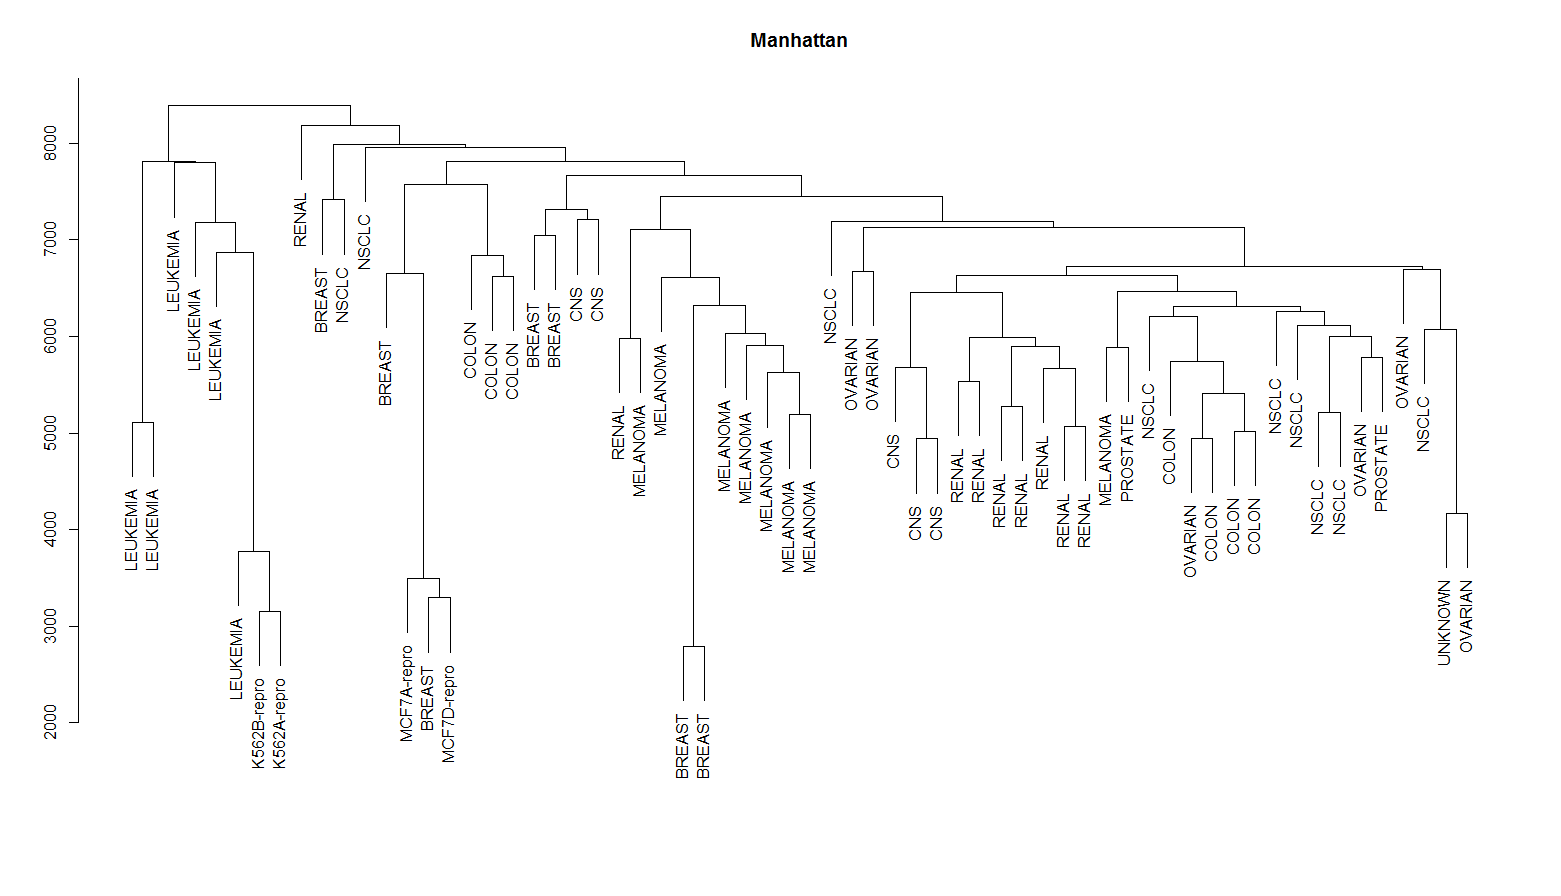 Manhattan
8000
7000
6000
5000
4000
3000
2000
LEUKEMIA
LEUKEMIA
LEUKEMIA
LEUKEMIA
LEUKEMIA
LEUKEMIA
K562B-repro
K562A-repro
RENAL
BREAST
NSCLC
NSCLC
BREAST
MCF7A-repro
BREAST
MCF7D-repro
COLON
COLON
COLON
BREAST
BREAST
CNS
CNS
RENAL
MELANOMA
MELANOMA
BREAST
BREAST
MELANOMA
MELANOMA
MELANOMA
MELANOMA
MELANOMA
NSCLC
OVARIAN
OVARIAN
CNS
CNS
CNS
RENAL
RENAL
RENAL
RENAL
RENAL
RENAL
RENAL
MELANOMA
PROSTATE
NSCLC
COLON
OVARIAN
COLON
COLON
COLON
NSCLC
NSCLC
NSCLC
NSCLC
OVARIAN
PROSTATE
OVARIAN
NSCLC
UNKNOWN
OVARIAN